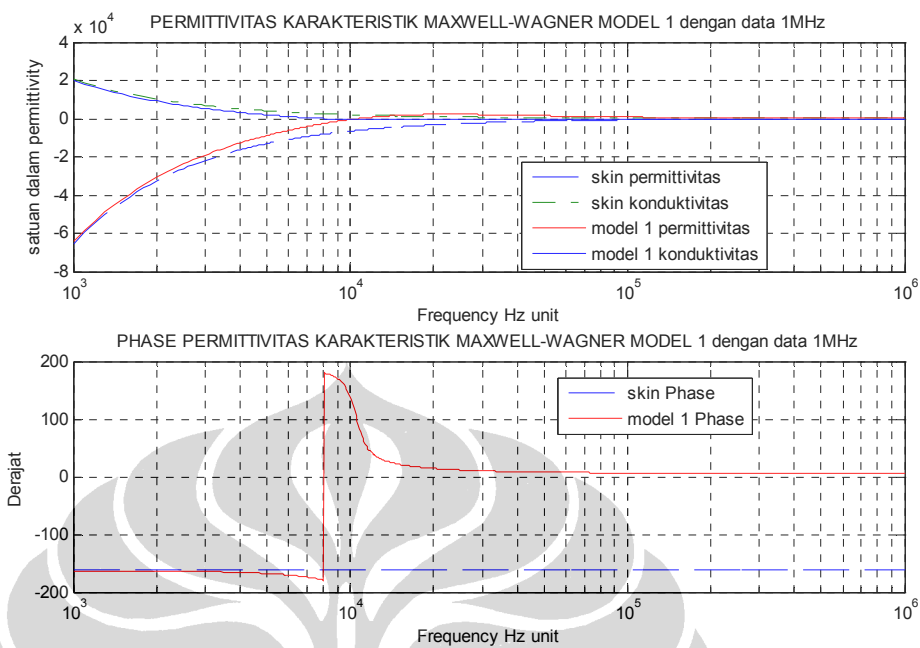 PERMITTIVITAS KARAKTERISTIK MAXWELL-WAGNER MODEL 1 dengan data 1MHz
x 10^4
4
2
0
-2
-4
-6
-8
satuan dalam permittivity
skin permittivitas
skin konduktivitas
model 1 permittivitas
model 1 konduktivitas
10^3 10^4 10^5 10^6
Frequency Hz unit
PHASE PERMITTIVITAS KARAKTERISTIK MAXWELL-WAGNER MODEL 1 dengan data 1MHz
200
100
0
-100
-200
Derajat
skin Phase
model 1 Phase
10^3 10^4 10^5 10^6
Frequency Hz unit